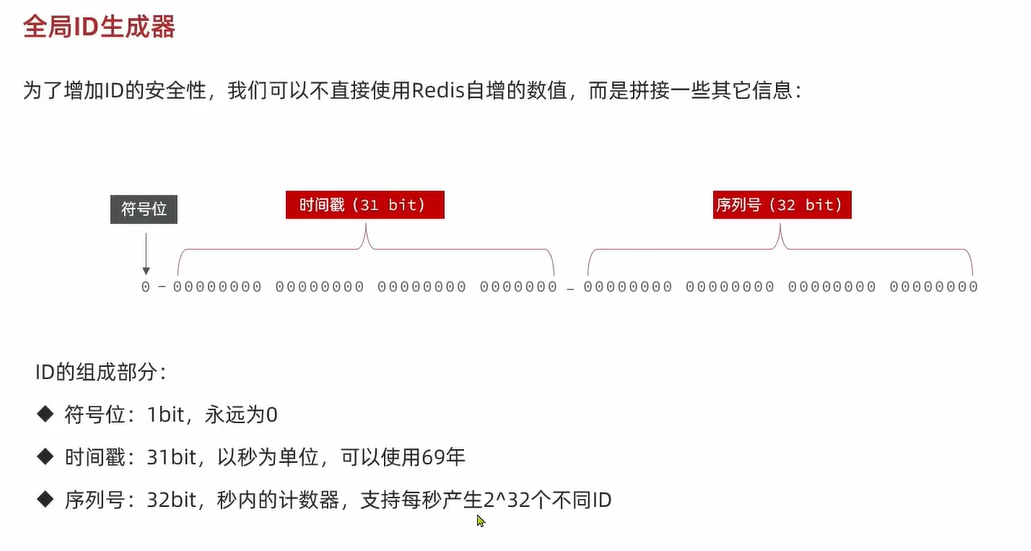 全局ID生成器
为了增加ID的安全性，我们可以不直接使用Redis自增的数值，而是拼接一些其它信息：
符号位 时间戳（31 bit） 序列号（32 bit）
0 - 00000000 00000000 00000000 0000000 - 00000000 00000000 00000000 00000000
ID的组成部分：
◆ 符号位：1bit，永远为0
◆ 时间戳：31bit，以秒为单位，可以使用69年
◆ 序列号：32bit，秒内的计数器，支持每秒产生2^32个不同ID